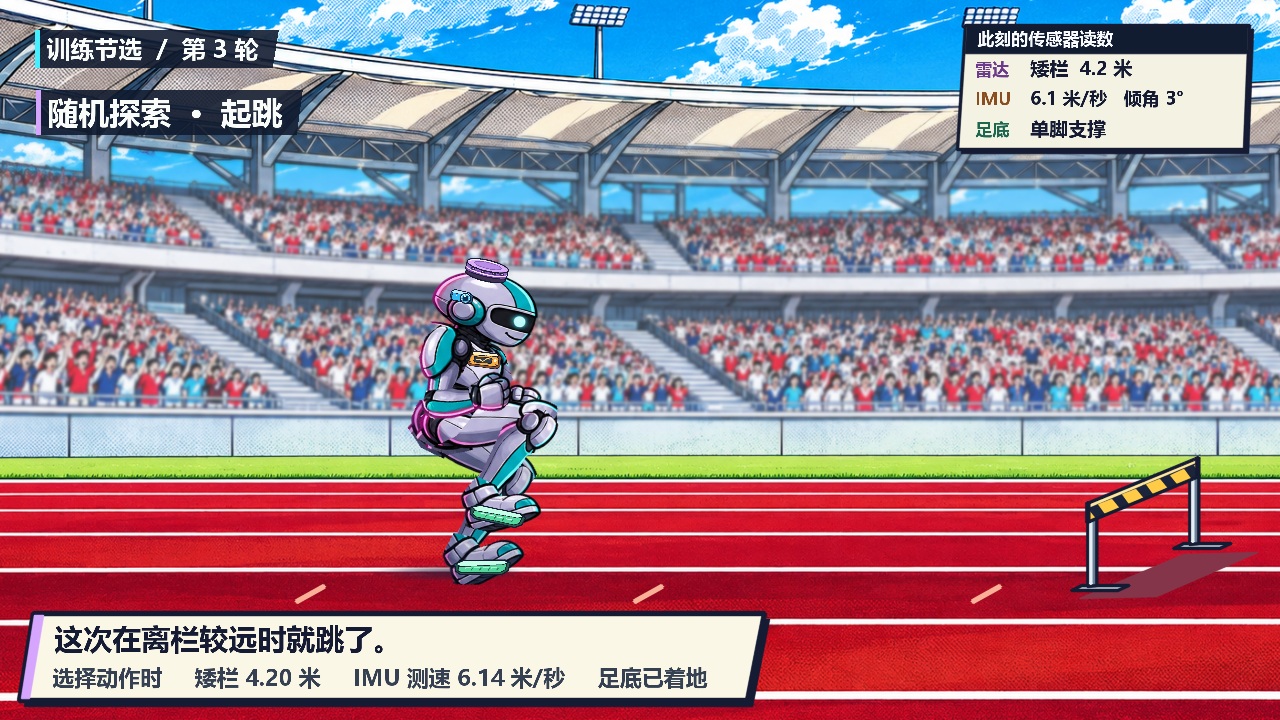 训练节选 / 第 3 轮
随机探索 · 起跳
此刻的传感器读数
雷达 矮栏 4.2 米
IMU 6.1 米/秒 倾角 3°
足底 单脚支撑
这次在离栏较远时就跳了。
选择动作时 矮栏 4.20 米 IMU 测速 6.14 米/秒 足底已着地